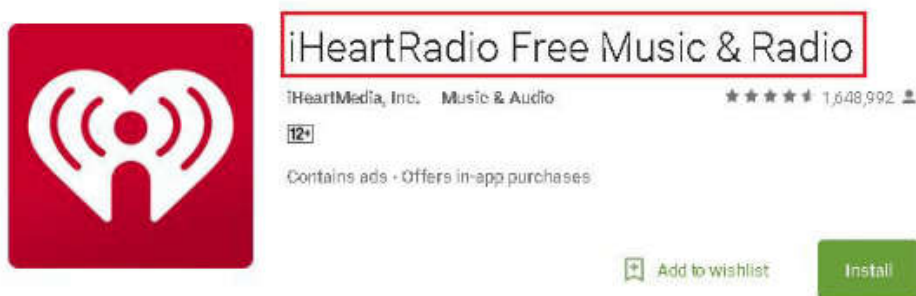 iHeartRadio Free Music & Radio
iHeartMedia, Inc. Music & Audio 1,648,992
12+
Contains ads · Offers in-app purchases
Add to wishlist Install